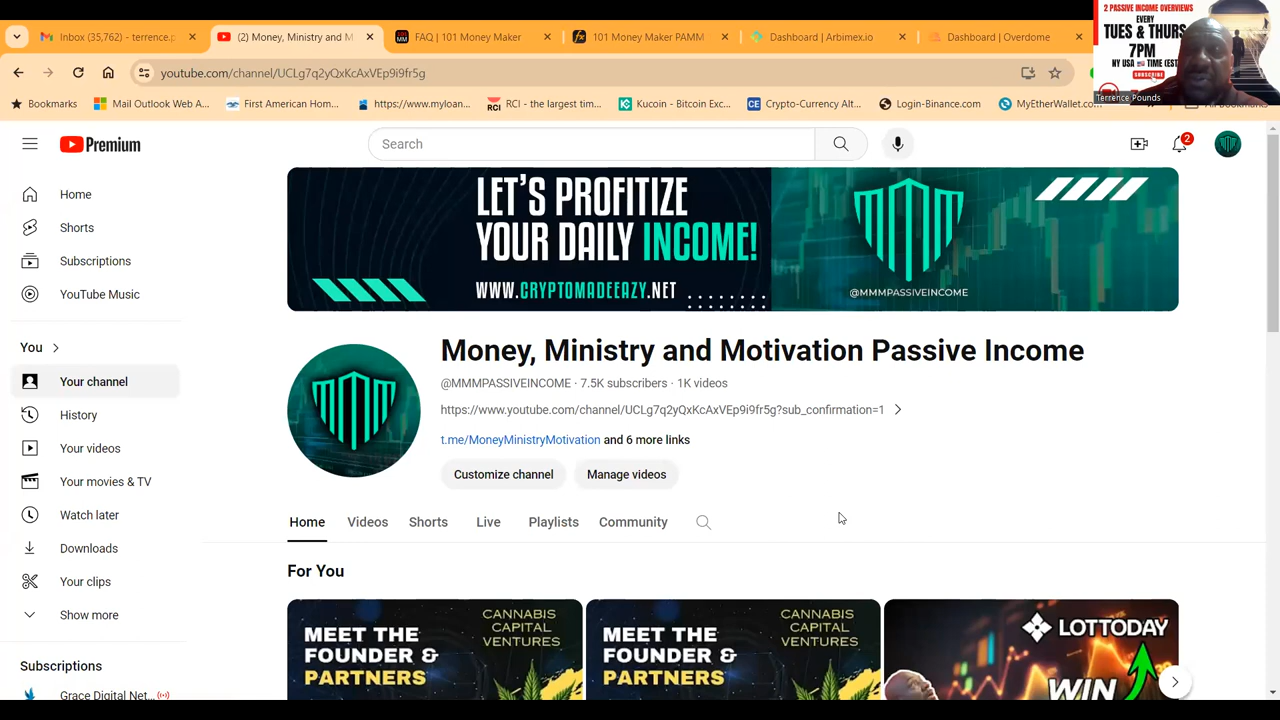 Inbox (35,762) - terrence.p
(2) Money, Ministry and M
FAQ | 101 Money Maker
101 Money Maker PAMM
Dashboard | Arbimex.io
Dashboard | Overdome
2 PASSIVE INCOME OVERVIEWS
EVERY
TUES & THURS
7PM
NY USA TIME (EST)
SUBSCRIBE
Terrence Pounds
youtube.com/channel/UCLg7q2yQxKcAxVEp9i9fr5g
Bookmarks
Mail Outlook Web A...
First American Hom...
https://www.myjoan...
RCI - the largest tim...
Kucoin - Bitcoin Exc...
Crypto-Currency Alt...
Login-Binance.com
MyEtherWallet.co
Premium
Search
2
Home
Shorts
Subscriptions
YouTube Music
You
Your channel
History
Your videos
Your movies & TV
Watch later
Downloads
Your clips
Show more
Subscriptions
Grace Digital Net...
LET'S PROFITIZE
YOUR DAILY INCOME!
WWW.CRYPTOMADEEAZY.NET
@MMMPASSIVEINCOME
Money, Ministry and Motivation Passive Income
@MMMPASSIVEINCOME · 7.5K subscribers · 1K videos
https://www.youtube.com/channel/UCLg7q2yQxKcAxVEp9i9fr5g?sub_confirmation=1
t.me/MoneyMinistryMotivation and 6 more links
Customize channel
Manage videos
Home
Videos
Shorts
Live
Playlists
Community
For You
MEET THE
FOUNDER &
PARTNERS
CANNABIS
CAPITAL
VENTURES
MEET THE
FOUNDER &
PARTNERS
CANNABIS
CAPITAL
VENTURES
LOTTODAY
WIN